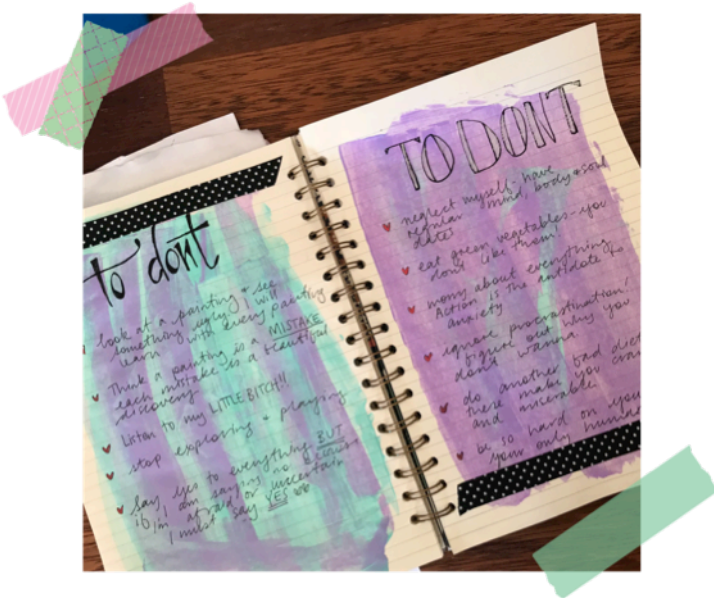 to dont
look at a painting + see
something ugly. I will
learn with every painting
Think a painting is a MISTAKE
each mistake is a beautiful
discovery
Listen to my LITTLE BITCH!!!
stop exploring + playing
Say yes to everything BUT
if I am saying no because
im afraid or uncertain
I must say YES
TO DONT
neglect myself - have
regular mind, body + soul
dates
eat green vegetables - you
dont like them!
worry about everything
Action is the antidote to
anxiety
ignore procrastination!
figure out why you
dont wanna
do another fad diet
these make you
and miserable!
be so hard on you
your only human